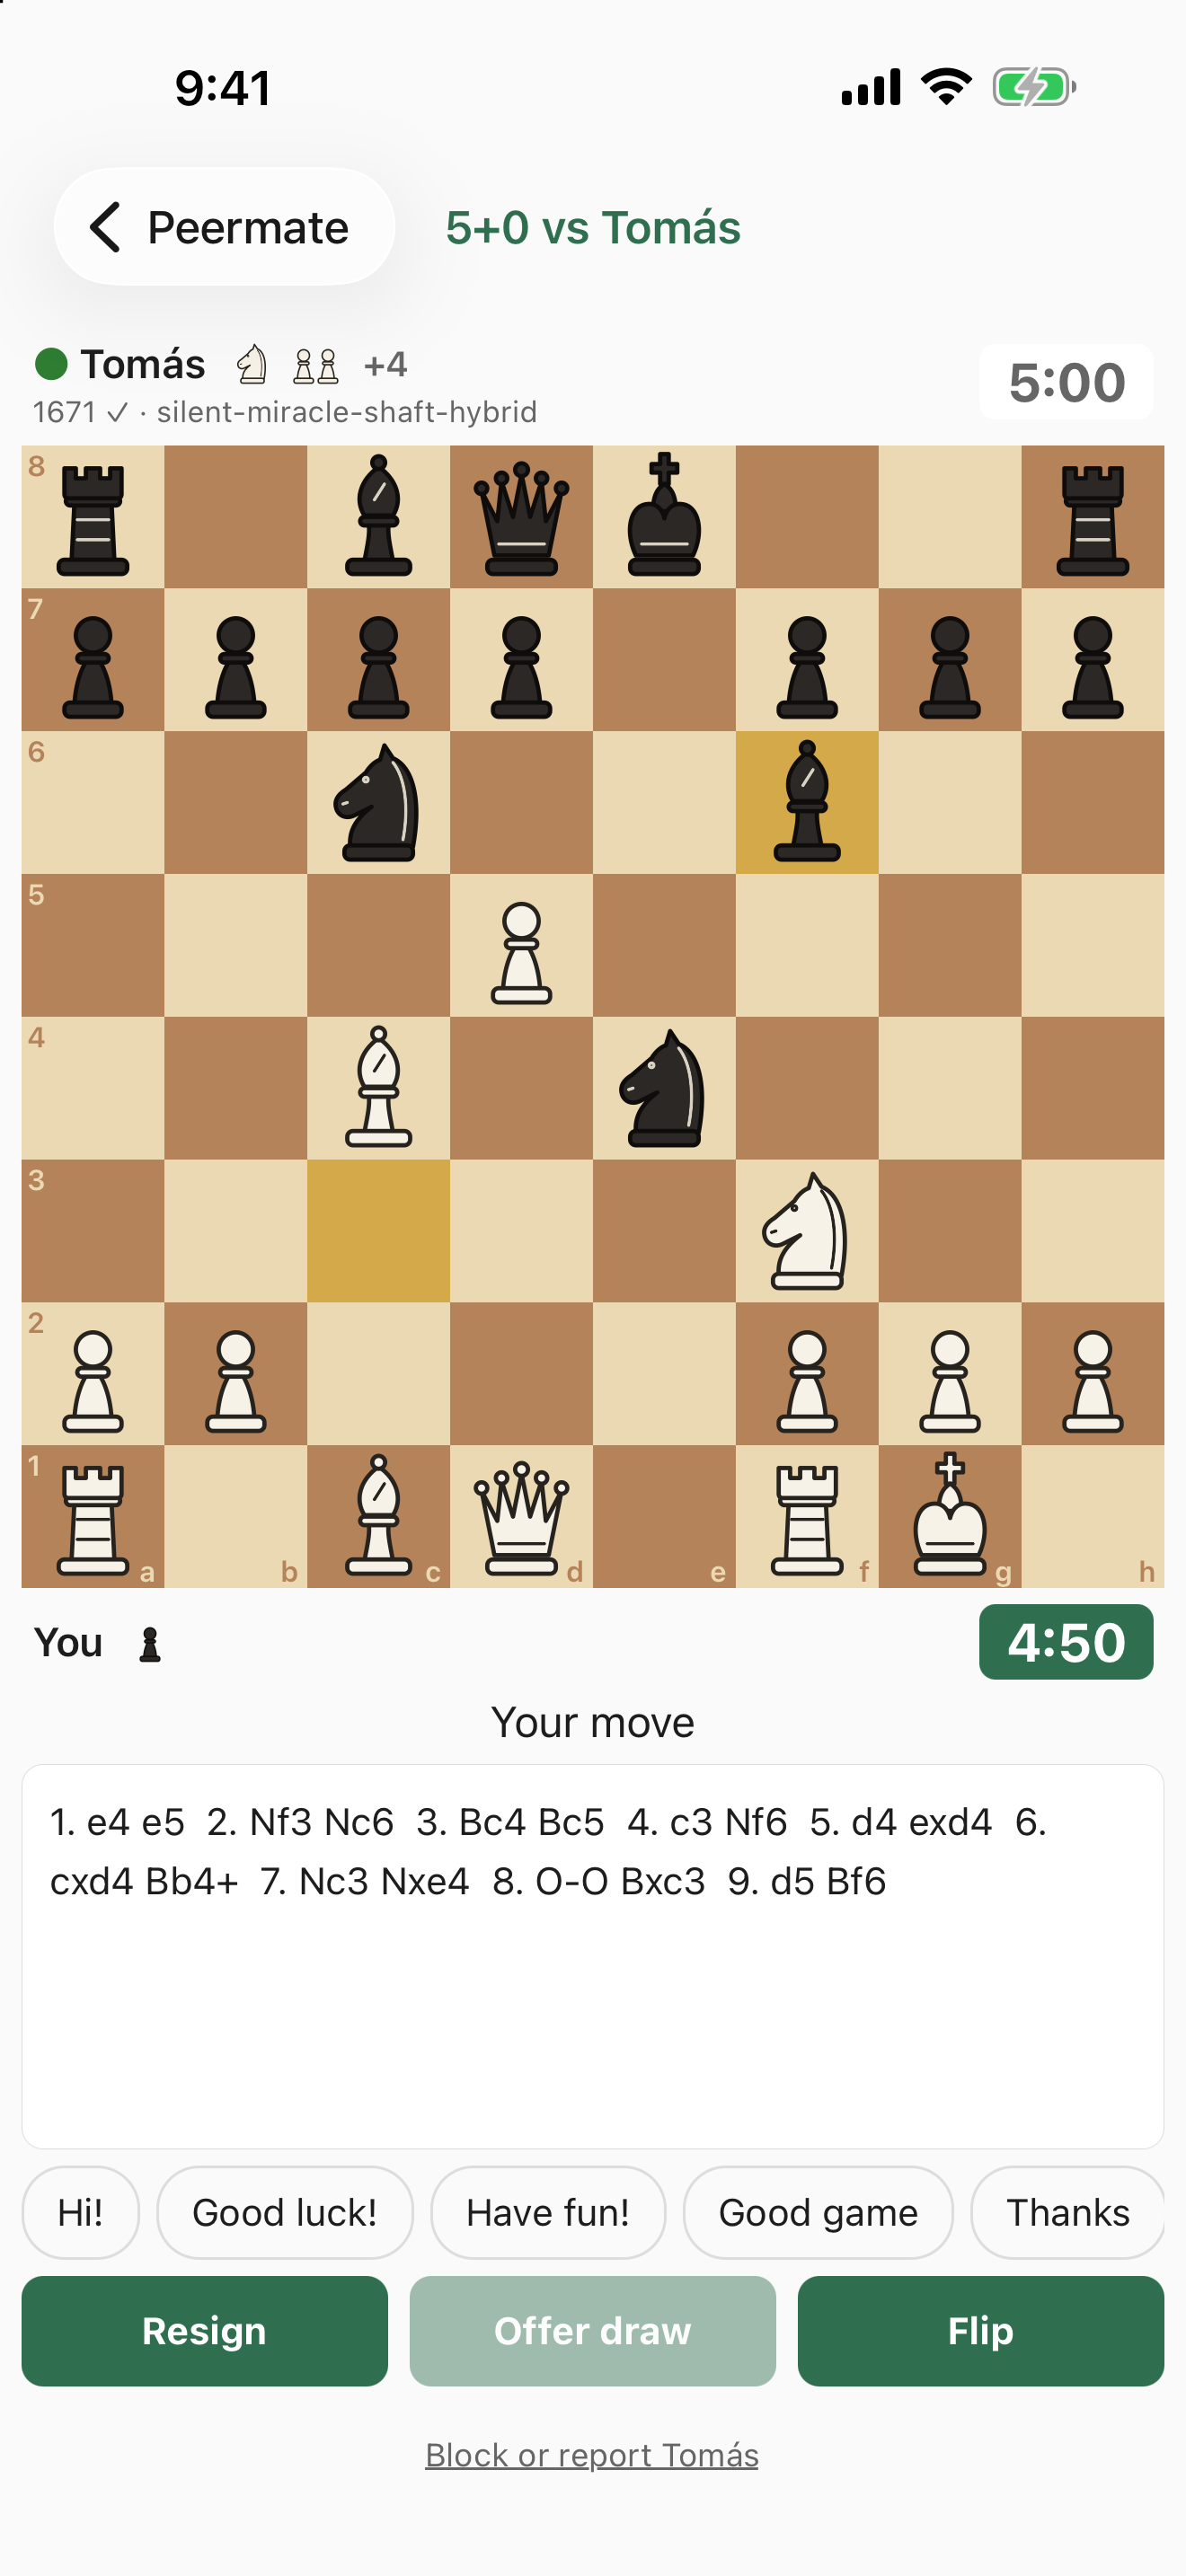 9:41
Peermate
5+0 vs Tomás
Tomás +4
5:00
1671 ✓ · silent-miracle-shaft-hybrid
8
7
6
5
4
3
2
1
a b c d e f g h
You
4:50
Your move
1. e4 e5 2. Nf3 Nc6 3. Bc4 Bc5 4. c3 Nf6 5. d4 exd4 6.
cxd4 Bb4+ 7. Nc3 Nxe4 8. O-O Bxc3 9. d5 Bf6
Hi! Good luck! Have fun! Good game Thanks
Resign Offer draw Flip
Block or report Tomás